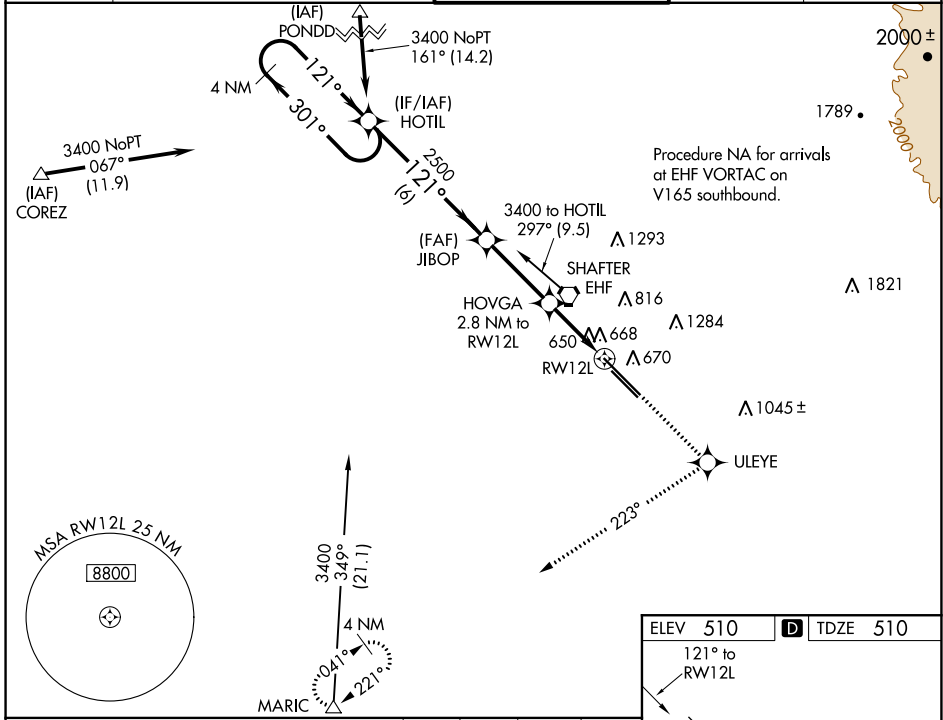 (IAF)
PONDD
3400 NoPT
161° (14.2)
2000 ±
4 NM
121°
301°
(IF/IAF)
HOTIL
1789
2000
3400 NoPT
067°
(11.9)
(IAF)
COREZ
2500
121°
(6)
Procedure NA for arrivals
at EHF VORTAC on
V165 southbound.
3400 to HOTIL
297° (9.5)
(FAF)
JIBOP
1293
SHAFTER
EHF
1821
816
HOVGA
2.8 NM to
RW12L
1284
650
668
670
RW12L
1045 ±
ULEYE
223°
MSA RW12L 25 NM
8800
3400
349°
(21.1)
4 NM
041°
221°
MARIC
ELEV 510
D
TDZE 510
121° to
RW12L